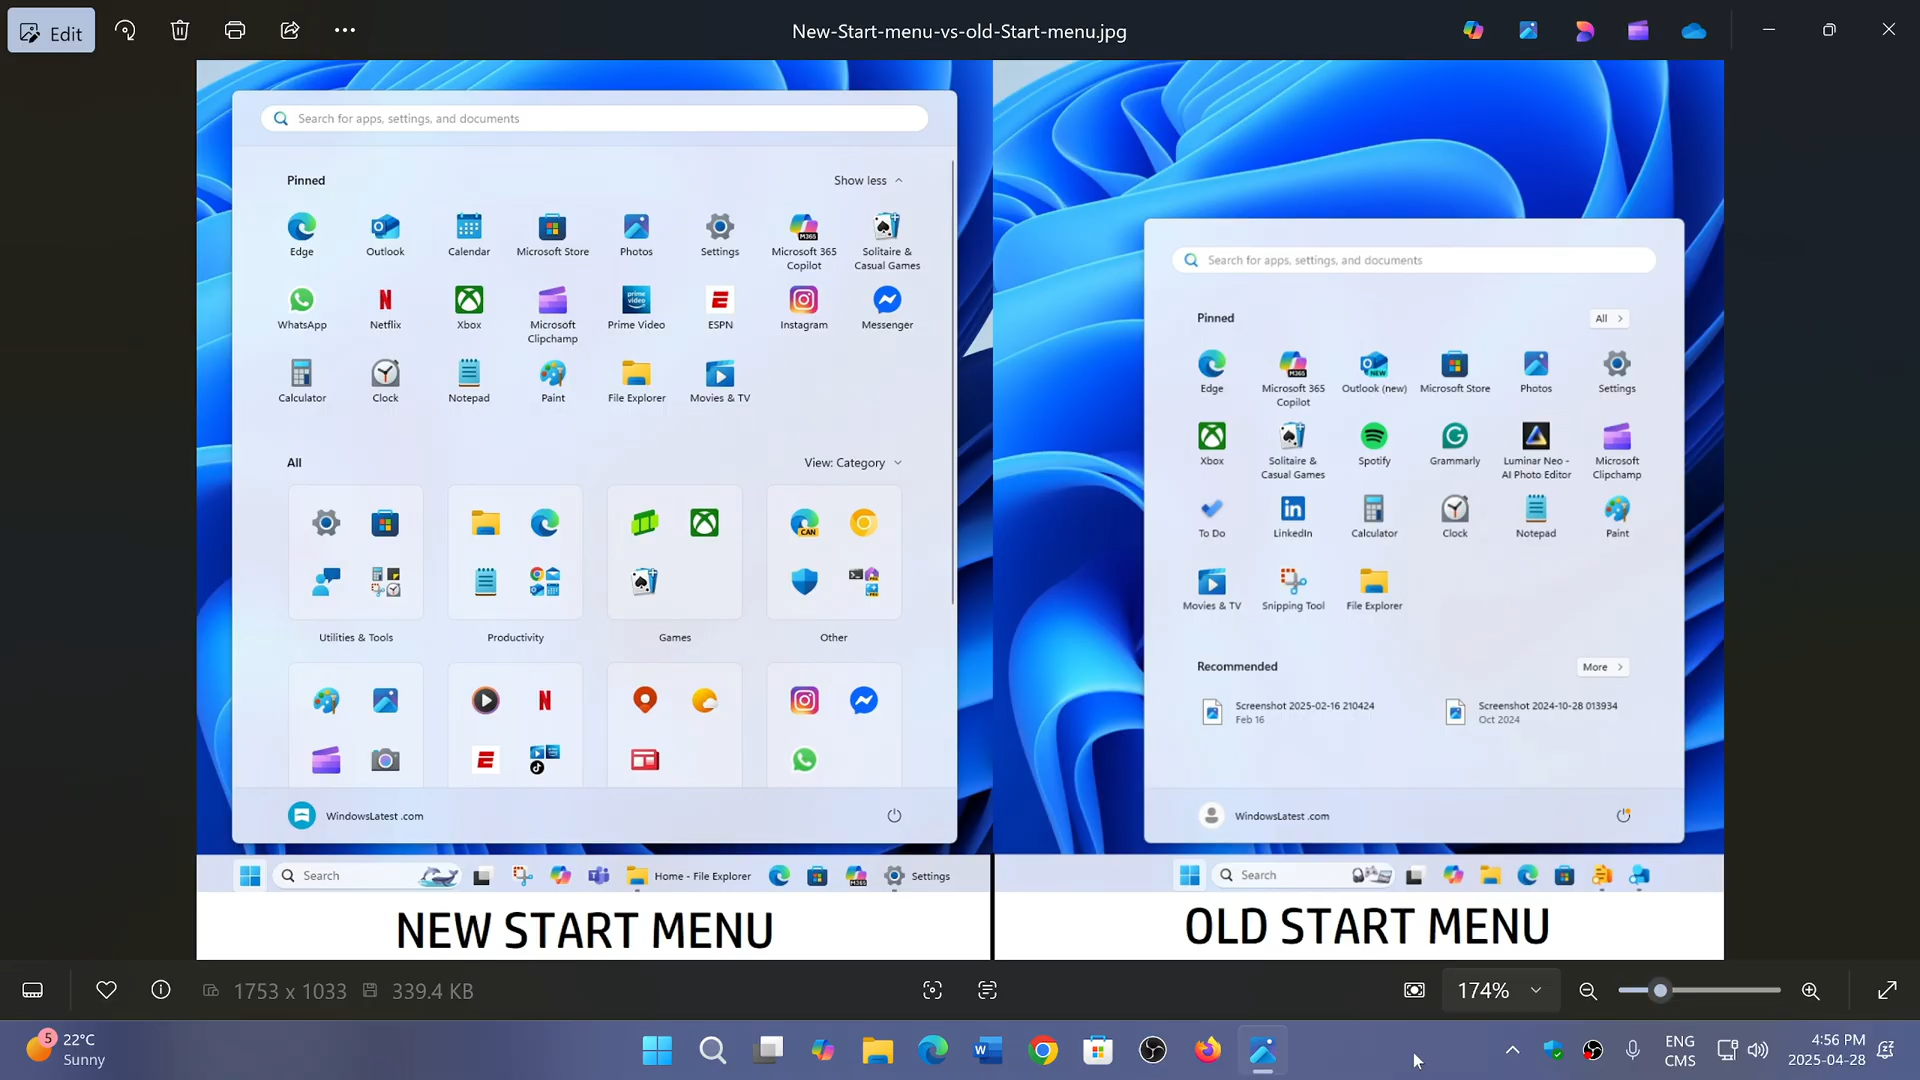 Edit
New-Start-menu-vs-old-Start-menu.jpg
Search for apps, settings, and documents
Pinned
Show less
Edge
Outlook
Calendar
Microsoft Store
Photos
Settings
Microsoft 365
Copilot
Solitaire &
Casual Games
WhatsApp
Netflix
Xbox
Microsoft
Clipchamp
Prime Video
ESPN
Instagram
Messenger
Calculator
Clock
Notepad
Paint
File Explorer
Movies & TV
All
View: Category
Utilities & Tools
Productivity
Games
Other
WindowsLatest .com
Search
Home - File Explorer
Settings
NEW START MENU
Search for apps, settings, and documents
Pinned
All
Edge
Microsoft 365
Copilot
Outlook (new)
Microsoft Store
Photos
Settings
Xbox
Solitaire &
Casual Games
Spotify
Grammarly
Luminar Neo -
AI Photo Editor
Microsoft
Clipchamp
To Do
LinkedIn
Calculator
Clock
Notepad
Paint
Movies & TV
Snipping Tool
File Explorer
Recommended
More
Screenshot 2025-02-16 210424
Feb 16
Screenshot 2024-10-28 013934
Oct 2024
WindowsLatest .com
Search
OLD START MENU
1753 x 1033
339.4 KB
174%
5
22°C
Sunny
ENG
CMS
4:56 PM
2025-04-28